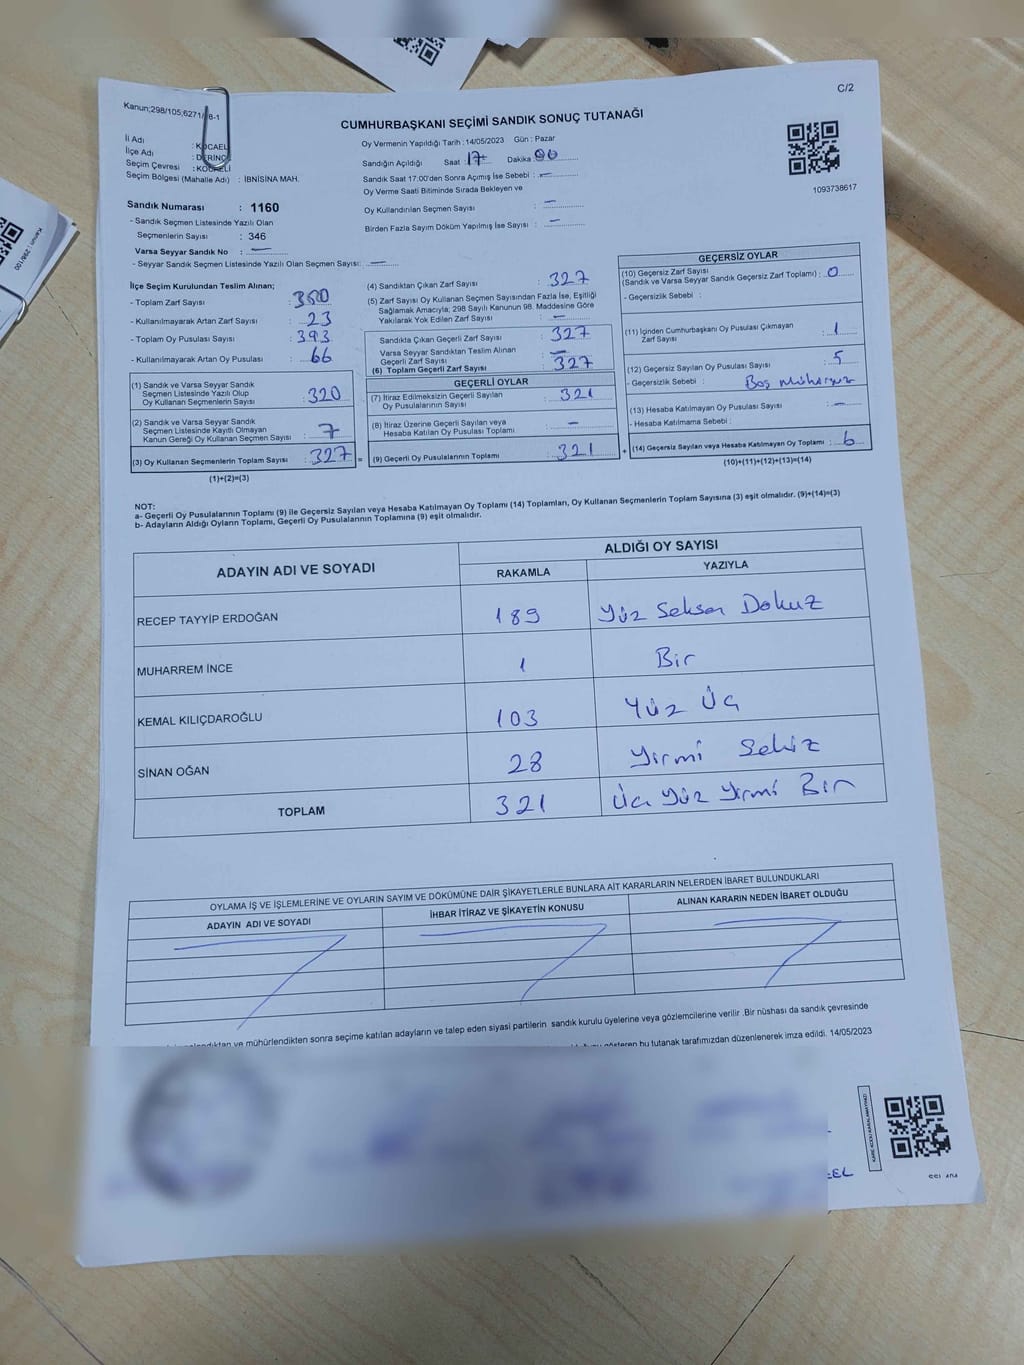 C/2
Kanun;298/105,6271/
8-1
CUMHURBAŞKANI SEÇİMİ SANDIK SONUÇ TUTANAĞI
İl Adı : KOCAEL
İlçe Adı : DERİNC
Seçim Çevresi : KOCAELİ
Seçim Bölgesi (Mahalle Adı) : İBNİSİNA MAH.
Oy Vermenin Yapıldığı Tarih :14/05/2023 Gün : Pazar
Sandığın Açıldığı Saat 17 Dakika 00
Sandık Saat 17:00'den Sonra Açımış İse Sebebi : —
Oy Verme Saati Bitiminde Sırada Bekleyen ve
Oy Kullandırılan Seçmen Sayısı : —
Birden Fazla Sayım Döküm Yapılmış İse Sayısı : —
1093738617
Sandık Numarası : 1160
- Sandık Seçmen Listesinde Yazılı Olan
Seçmenlerin Sayısı : 346
Varsa Seyyar Sandık No : —
- Seyyar Sandık Seçmen Listesinde Yazılı Olan Seçmen Sayısı: —
İlçe Seçim Kurulundan Teslim Alınan;
- Toplam Zarf Sayısı : 350
- Kullanılmayarak Artan Zarf Sayısı : 23
- Toplam Oy Pusulası Sayısı : 393
- Kullanılmayarak Artan Oy Pusulası : 66
(1) Sandık ve Varsa Seyyar Sandık
Seçmen Listesinde Yazılı Olup
Oy Kullanan Seçmenlerin Sayısı : 320
(2) Sandık ve Varsa Seyyar Sandık
Seçmen Listesinde Kayıtlı Olmayan
Kanun Gereği Oy Kullanan Seçmen Sayısı : 7
(3) Oy Kullanan Seçmenlerin Toplam Sayısı : 327
(1)+(2)=(3)
(4) Sandıktan Çıkan Zarf Sayısı : 327
(5) Zarf Sayısı Oy Kullanan Seçmen Sayısından Fazla İse, Eşitliği
Sağlamak Amacıyla; 298 Sayılı Kanunun 98. Maddesine Göre
Yakılarak Yok Edilen Zarf Sayısı : —
Sandıkta Çıkan Geçerli Zarf Sayısı : 327
Varsa Seyyar Sandıktan Teslim Alınan
Geçerli Zarf Sayısı : —
(6) Toplam Geçerli Zarf Sayısı : 327
GEÇERLİ OYLAR
(7) İtiraz Edilmeksizin Geçerli Sayılan
Oy Pusulalarının Sayısı : 321
(8) İtiraz Üzerine Geçerli Sayılan veya
Hesaba Katılan Oy Pusulası Toplamı : —
= (9) Geçerli Oy Pusulalarının Toplamı : 321 +
GEÇERSİZ OYLAR
(10) Geçersiz Zarf Sayısı
(Sandık ve Varsa Seyyar Sandık Geçersiz Zarf Toplamı) : 0
- Geçersizlik Sebebi :
(11) İçinden Cumhurbaşkanı Oy Pusulası Çıkmayan
Zarf Sayısı : 1
(12) Geçersiz Sayılan Oy Pusulası Sayısı : 5
- Geçersizlik Sebebi : Boş
(13) Hesaba Katılmayan Oy Pusulası Sayısı : —
- Hesaba Katılmama Sebebi :
(14) Geçersiz Sayılan veya Hesaba Katılmayan Oy Toplamı : 6
(10)+(11)+(12)+(13)=(14)
NOT:
a- Geçerli Oy Pusulalarının Toplamı (9) ile Geçersiz Sayılan veya Hesaba Katılmayan Oy Toplamı (14) Toplamları, Oy Kullanan Seçmenlerin Toplam Sayısına (3) eşit olmalıdır. (9)+(14)=(3)
b- Adayların Aldığı Oyların Toplamı, Geçerli Oy Pusulalarının Toplamına (9) eşit olmalıdır.
ADAYIN ADI VE SOYADI
ALDIĞI OY SAYISI
RAKAMLA YAZIYLA
RECEP TAYYİP ERDOĞAN 189 Yüz Seksen Dokuz
MUHARREM İNCE 1 Bir
KEMAL KILIÇDAROĞLU 103 Yüz Üç
SİNAN OĞAN 28 Yirmi Sekiz
TOPLAM 321 Üç Yüz Yirmi Bir
OYLAMA İŞ VE İŞLEMLERİNE VE OYLARIN SAYIM VE DÖKÜMÜNE DAİR ŞİKAYETLERLE BUNLARA AİT KARARLARIN NELERDEN İBARET BULUNDUKLARI
ADAYIN ADI VE SOYADI
İHBAR İTİRAZ VE ŞİKAYETİN KONUSU
ALINAN KARARIN NEDEN İBARET OLDUĞU
ve mühürlendikten sonra seçime katılan adayların ve talep eden siyasi partilerin sandık kurulu üyelerine veya gözlemcilerine verilir .Bir nüshası da sandık çevresinde
gösteren bu tutanak tarafımızdan düzenlenerek imza edildi. 14/05/2023
EL